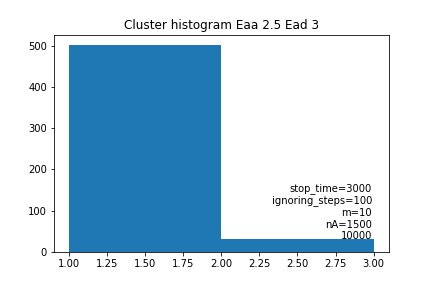 Cluster histogram Eaa 2.5 Ead 3
500
400
300
200
100
0
stop_time=3000
ignoring_steps=100
m=10
nA=1500
10000
1.00 1.25 1.50 1.75 2.00 2.25 2.50 2.75 3.00